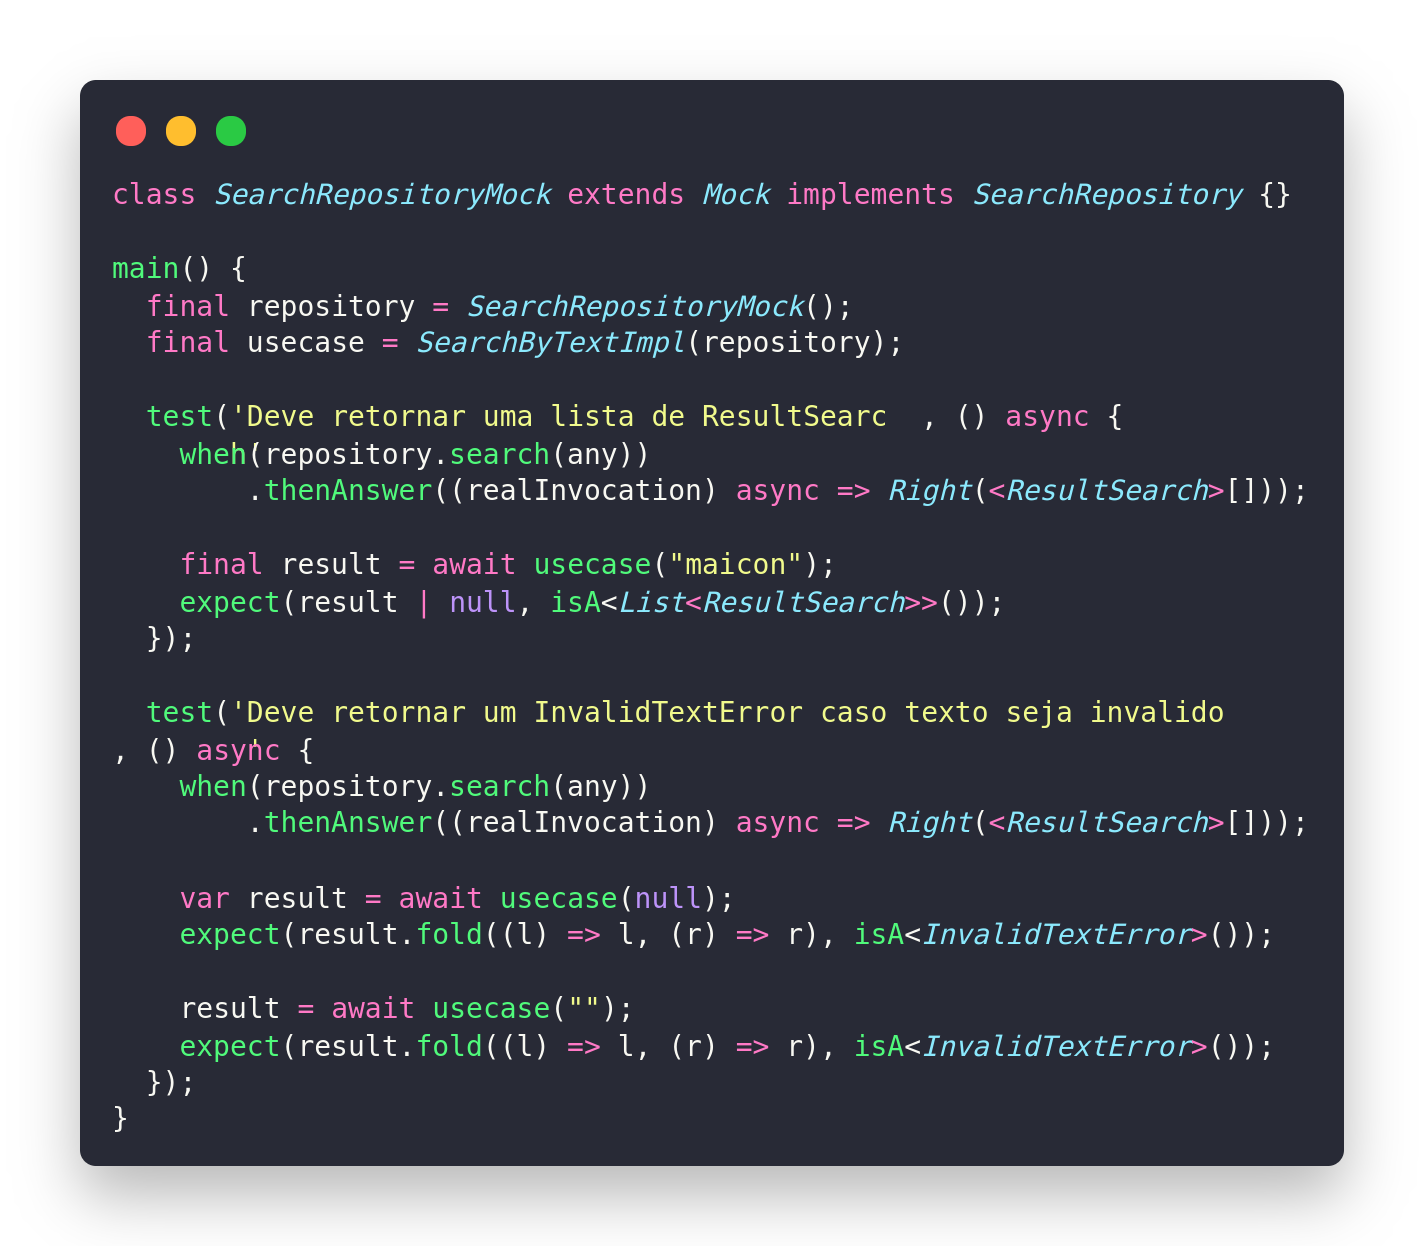 class SearchRepositoryMock extends Mock implements SearchRepository {}
main() {
  final repository = SearchRepositoryMock();
  final usecase = SearchByTextImpl(repository);
  test('Deve retornar uma lista de ResultSearch', () async {
    when(repository.search(any))
        .thenAnswer((realInvocation) async => Right(<ResultSearch>[]));
    final result = await usecase("maicon");
    expect(result | null, isA<List<ResultSearch>>());
  });
  test('Deve retornar um InvalidTextError caso texto seja invalido'
, () async {
    when(repository.search(any))
        .thenAnswer((realInvocation) async => Right(<ResultSearch>[]));
    var result = await usecase(null);
    expect(result.fold((l) => l, (r) => r), isA<InvalidTextError>());
    result = await usecase("");
    expect(result.fold((l) => l, (r) => r), isA<InvalidTextError>());
  });
}